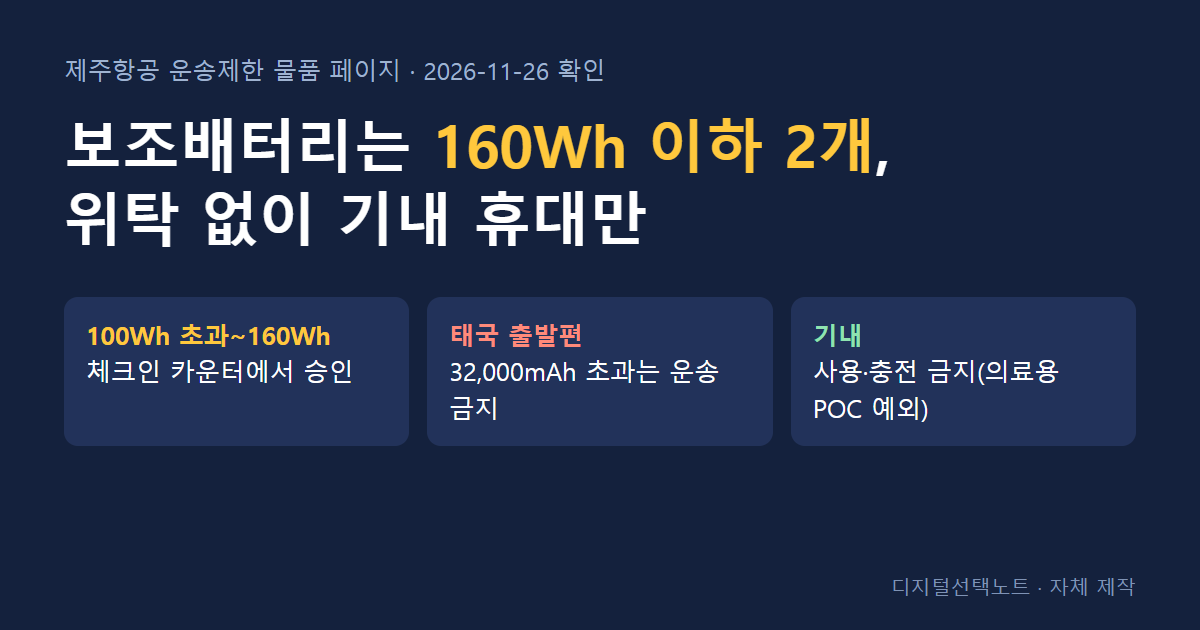 제주항공 운송제한 물품 페이지 · 2026-11-26 확인
보조배터리는 160Wh 이하 2개,
위탁 없이 기내 휴대만
100Wh 초과~160Wh
체크인 카운터에서 승인
태국 출발편
32,000mAh 초과는 운송
금지
기내
사용·충전 금지(의료용
POC 예외)
디지털선택노트 · 자체 제작